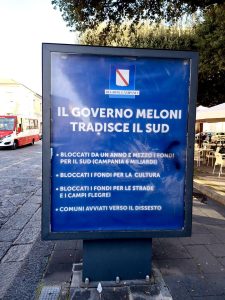 REGIONE CAMPANIA
IL GOVERNO MELONI
TRADISCE IL SUD
• BLOCCATI DA UN ANNO E MEZZO I FONDI
PER IL SUD (CAMPANIA 6 MILIARDI)
• BLOCCATI I FONDI PER LA CULTURA
• BLOCCATI I FONDI PER LE STRADE
E I CAMPI FLEGREI
• COMUNI AVVIATI VERSO IL DISSESTO